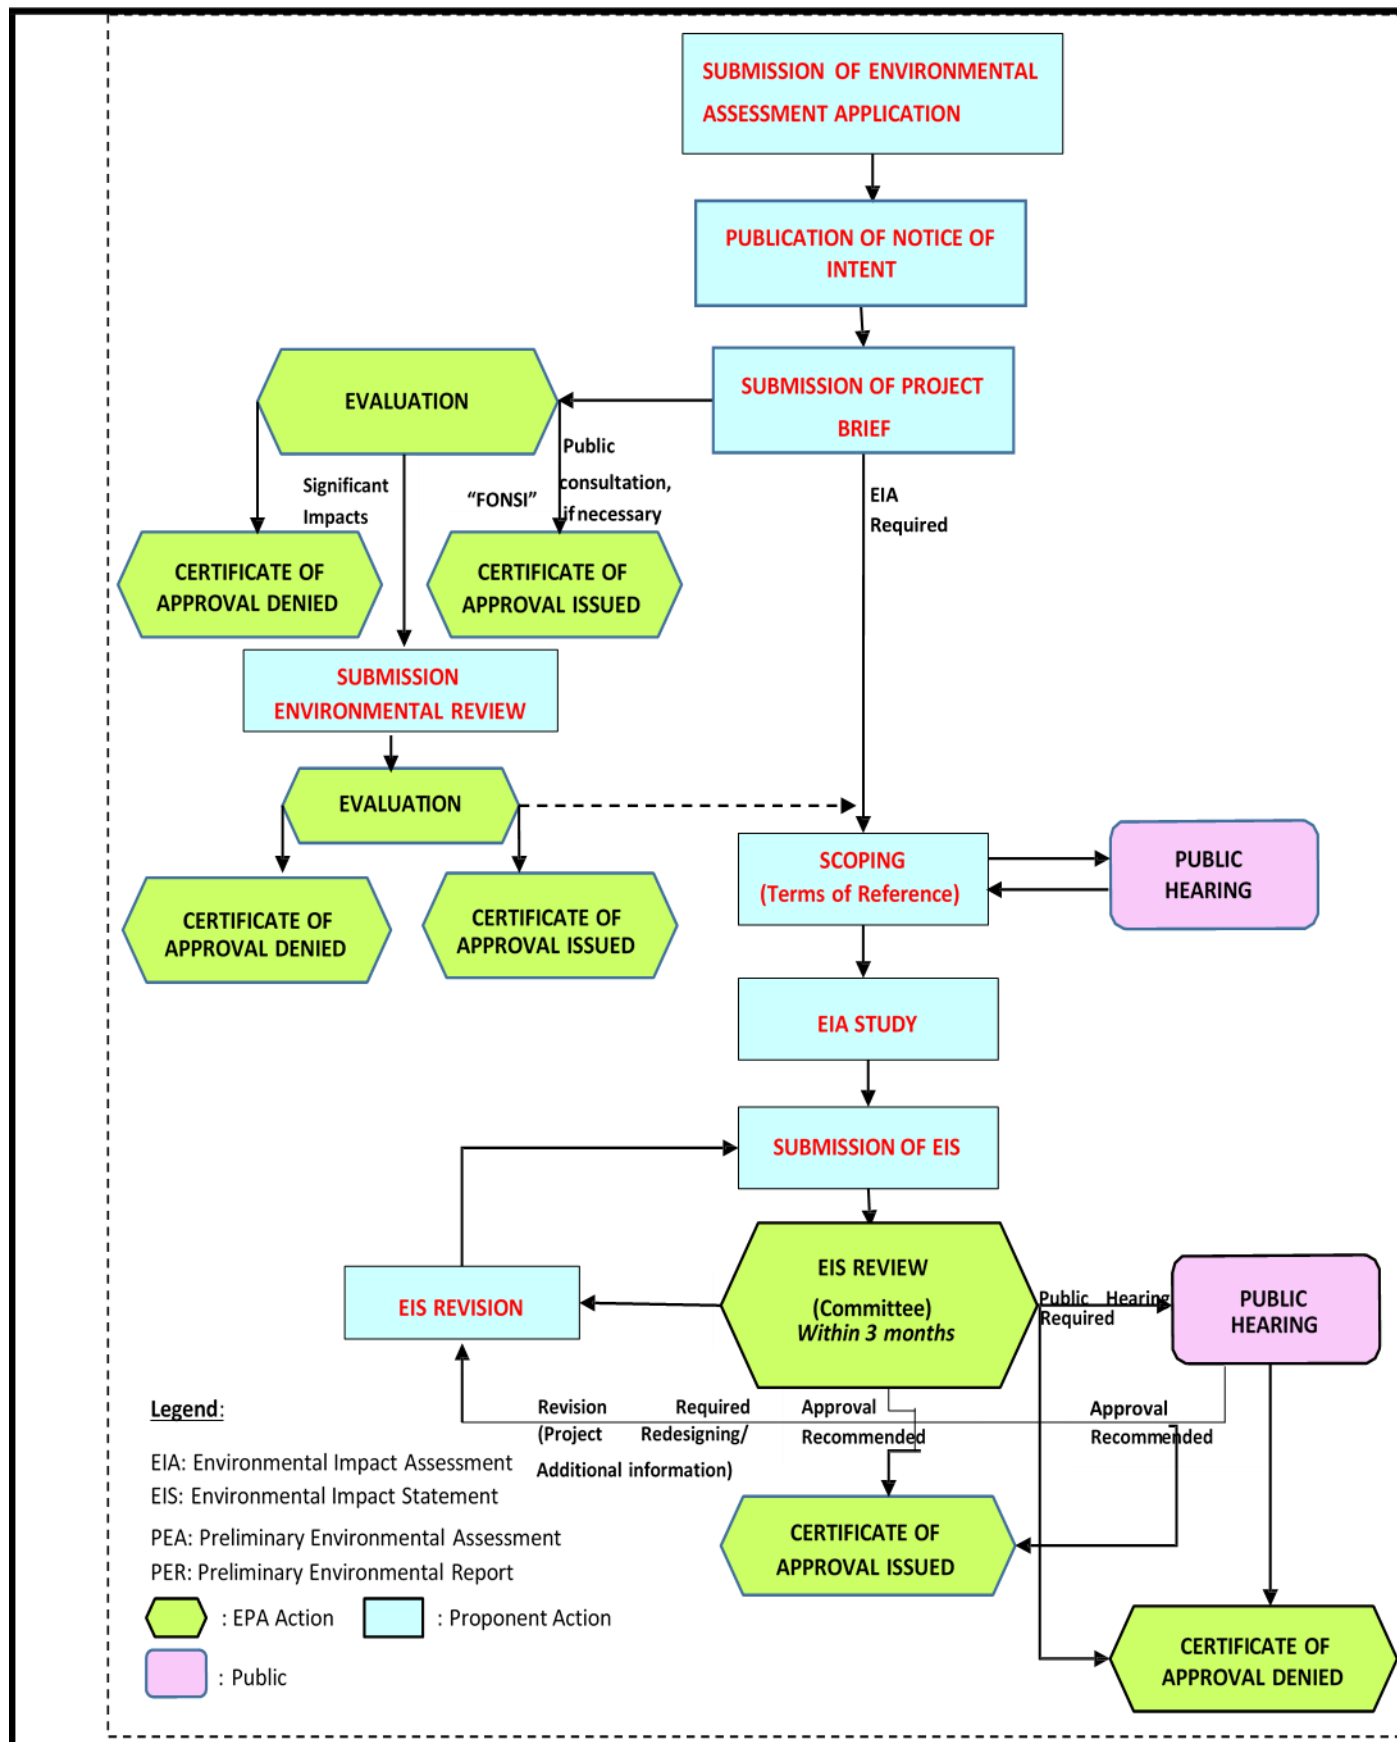 SUBMISSION OF ENVIRONMENTAL
ASSESSMENT APPLICATION
PUBLICATION OF NOTICE OF
INTENT
SUBMISSION OF PROJECT
BRIEF
EVALUATION
Public
consultation,
if necessary
"FONSI"
Significant
Impacts
EIA
Required
CERTIFICATE OF
APPROVAL DENIED
CERTIFICATE OF
APPROVAL ISSUED
SUBMISSION
ENVIRONMENTAL REVIEW
EVALUATION
CERTIFICATE OF
APPROVAL DENIED
CERTIFICATE OF
APPROVAL ISSUED
SCOPING
(Terms of Reference)
PUBLIC
HEARING
EIA STUDY
SUBMISSION OF EIS
EIS REVIEW
(Committee)
Within 3 months
EIS REVISION
Public Hearing
Required
PUBLIC
HEARING
Revision Required
(Project Redesigning/
Additional information)
Approval
Recommended
Approval
Recommended
CERTIFICATE OF
APPROVAL ISSUED
CERTIFICATE OF
APPROVAL DENIED
Legend:
EIA: Environmental Impact Assessment
EIS: Environmental Impact Statement
PEA: Preliminary Environmental Assessment
PER: Preliminary Environmental Report
: EPA Action
: Proponent Action
: Public